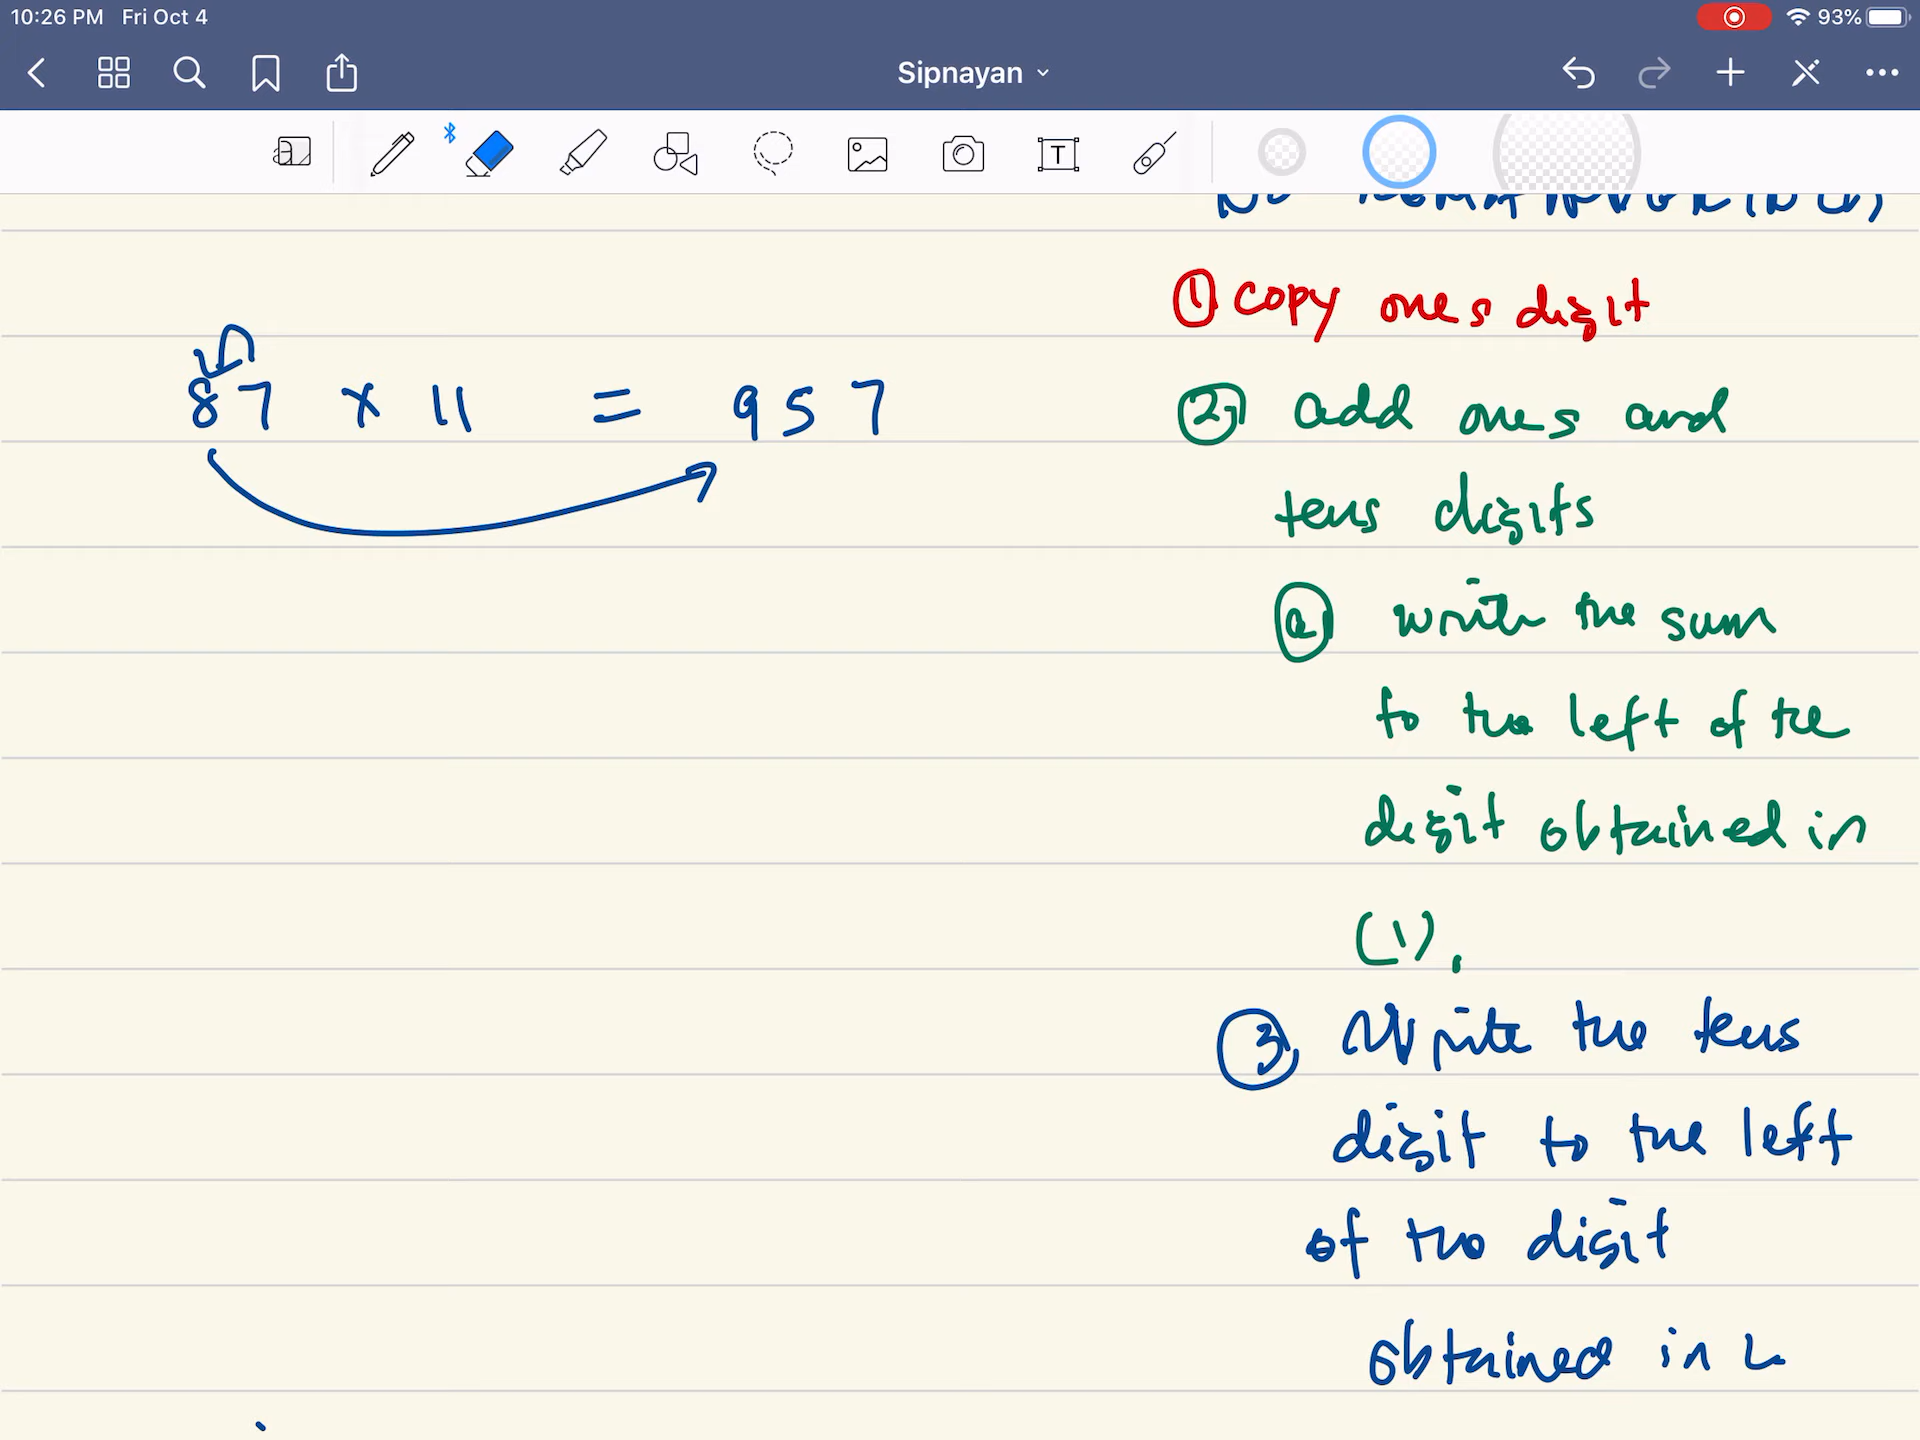 10:26 PM Fri Oct 4
93%
Sipnayan
T
① copy ones digit
87 × 11 = 957
② add ones and
tens digits
ⓐ write the sum
to the left of the
digit obtained in
(1).
③ Write the tens
digit to the left
of the digit
obtained in 2